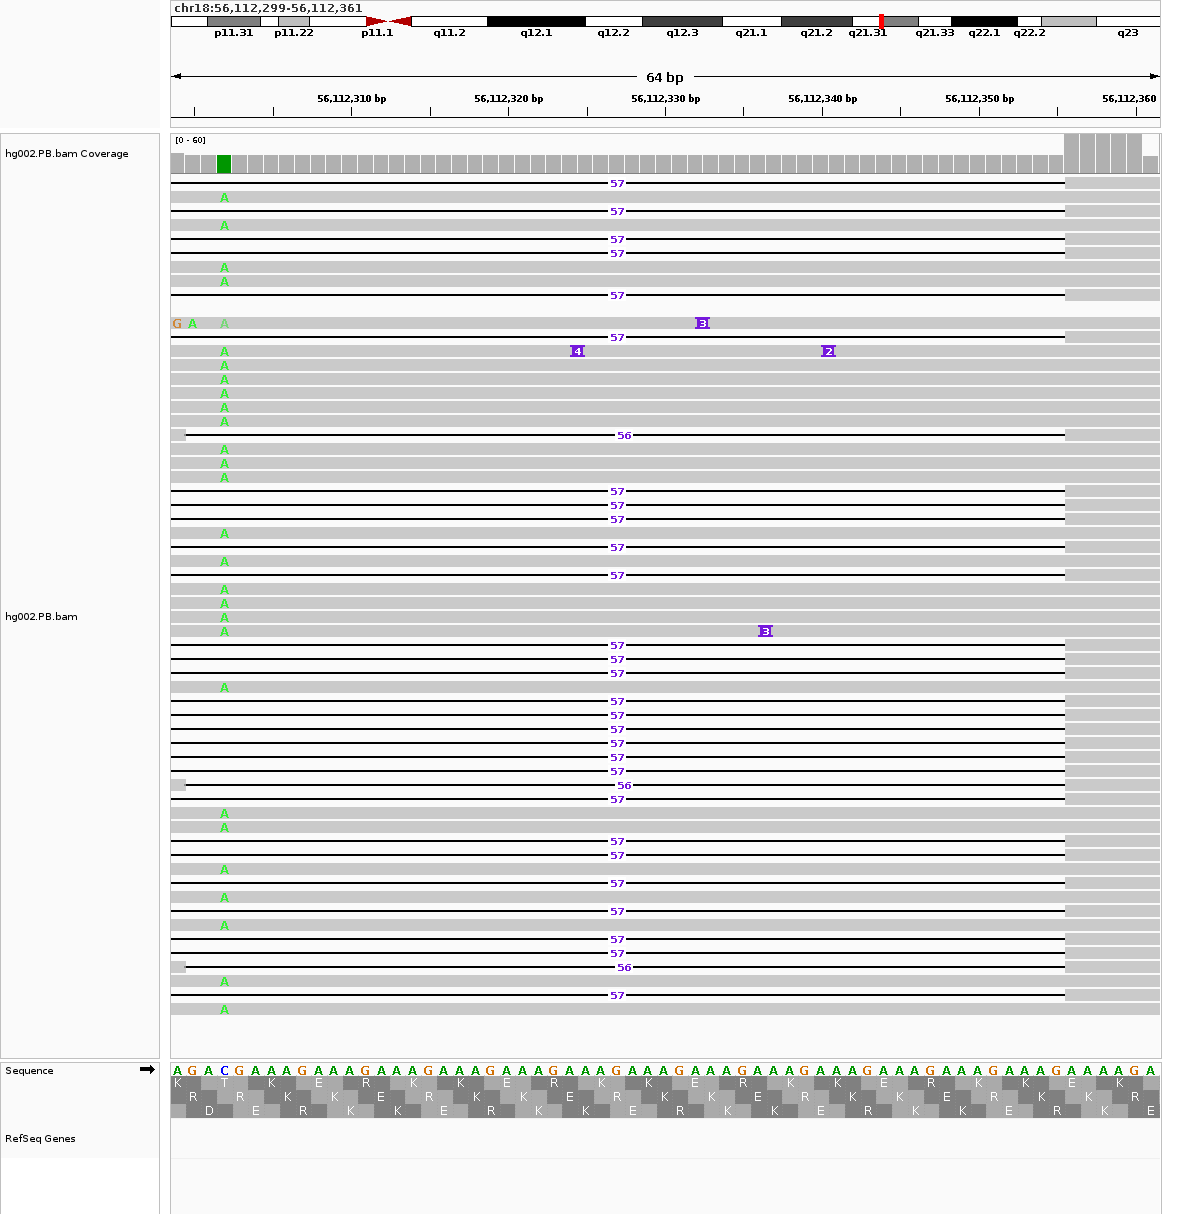 chr18:56,112,299-56,112,361
p11.31 p11.22 p11.1 q11.2 q12.1 q12.2 q12.3 q21.1 q21.2 q21.31 q21.33 q22.1 q22.2 q23
64 bp
56,112,310 bp 56,112,320 bp 56,112,330 bp 56,112,340 bp 56,112,350 bp 56,112,360
[0 - 60]
hg002.PB.bam Coverage
57
A
57
A
57
57
A
A
57
G A A 3
57
A 4 2
A
A
A
A
A
56
A
A
A
57
57
57
A
57
A
57
A
A
hg002.PB.bam A
A 3
57
57
57
A
57
57
57
57
57
57
56
57
A
A
57
57
A
57
A
57
A
57
57
56
A
57
A
Sequence A G A C G A A A G A A A G A A A G A A A G A A A G A A A G A A A G A A A G A A A G A A A G A A A G A A A G A A A G A A A A G A
K T K E R K K E R K K E R K K E R K K E K
R R K K E R K K E R K K E R K K E R K K R
D E R K K E R K K E R K K E R K K E R K E
RefSeq Genes